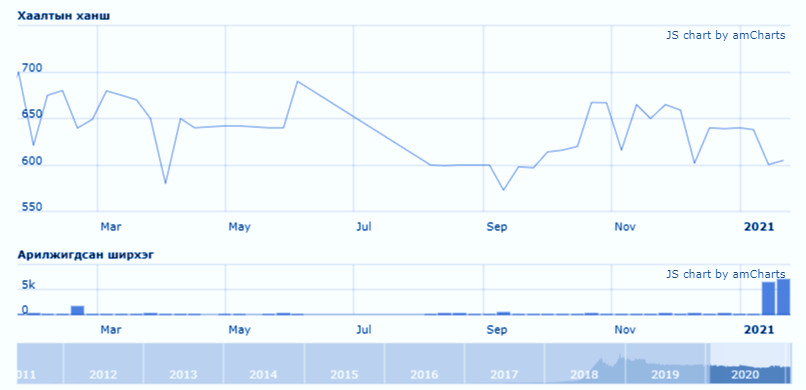 Хаалтын ханш
JS chart by amCharts
700
650
600
550
Mar May Jul Sep Nov 2021
Арилжигдсан ширхэг
JS chart by amCharts
5k
0
Mar May Jul Sep Nov 2021
011 2012 2013 2014 2015 2016 2017 2018 2019 2020